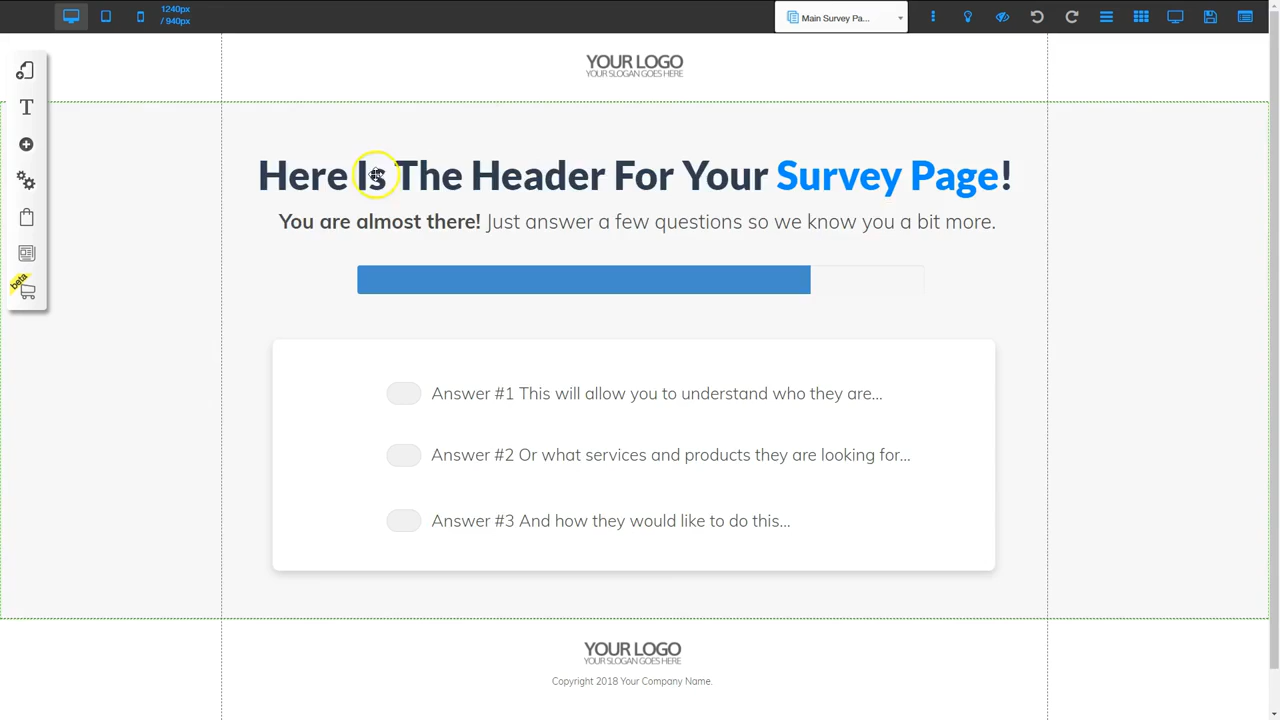 1240px
/ 940px
Main Survey Pa...
YOUR LOGO
YOUR SLOGAN GOES HERE
T
beta
Here Is The Header For Your Survey Page!
You are almost there! Just answer a few questions so we know you a bit more.
Answer #1 This will allow you to understand who they are...
Answer #2 Or what services and products they are looking for...
Answer #3 And how they would like to do this...
YOUR LOGO
YOUR SLOGAN GOES HERE
Copyright 2018 Your Company Name.